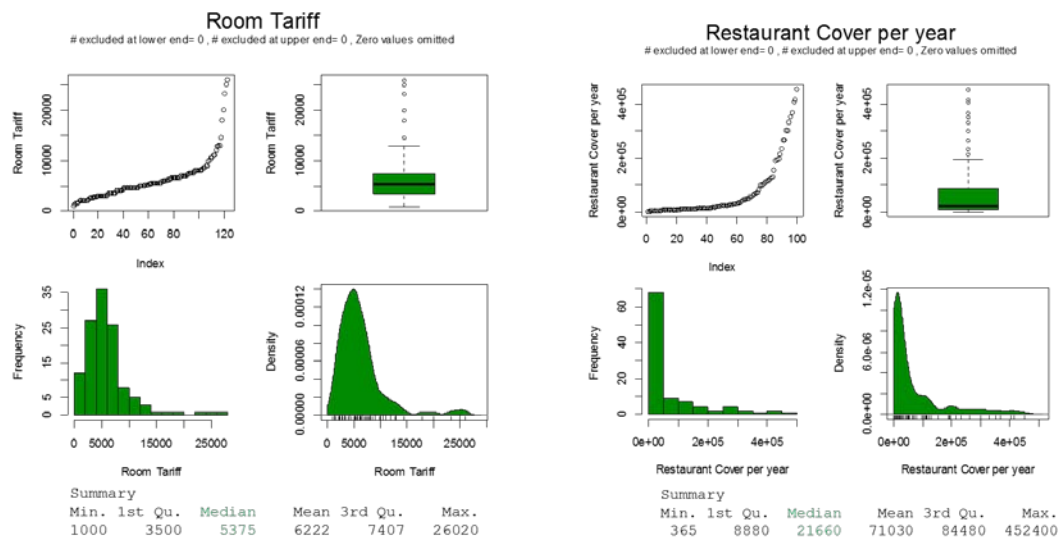 Room Tariff
# excluded at lower end= 0 , # excluded at upper end= 0 , Zero values omitted
Room Tariff
0 10000 20000
0 20 40 60 80 100 120
Index
Room Tariff
0 10000 20000
Frequency
0 5 15 25 35
0 5000 15000 25000
Room Tariff
Density
0.00000 0.00006 0.00012
0 5000 15000 25000
Room Tariff
Summary
Min. 1st Qu. Median Mean 3rd Qu. Max.
1000 3500 5375 6222 7407 26020
Restaurant Cover per year
# excluded at lower end= 0 , # excluded at upper end= 0 , Zero values omitted
Restaurant Cover per year
0e+00 2e+05 4e+05
0 20 40 60 80 100
Index
Restaurant Cover per year
0e+00 2e+05 4e+05
Frequency
0 20 40 60
0e+00 2e+05 4e+05
Restaurant Cover per year
Density
0.0e+00 6.0e-06 1.2e-05
0e+00 2e+05 4e+05
Restaurant Cover per year
Summary
Min. 1st Qu. Median Mean 3rd Qu. Max.
365 8880 21660 71030 84480 452400